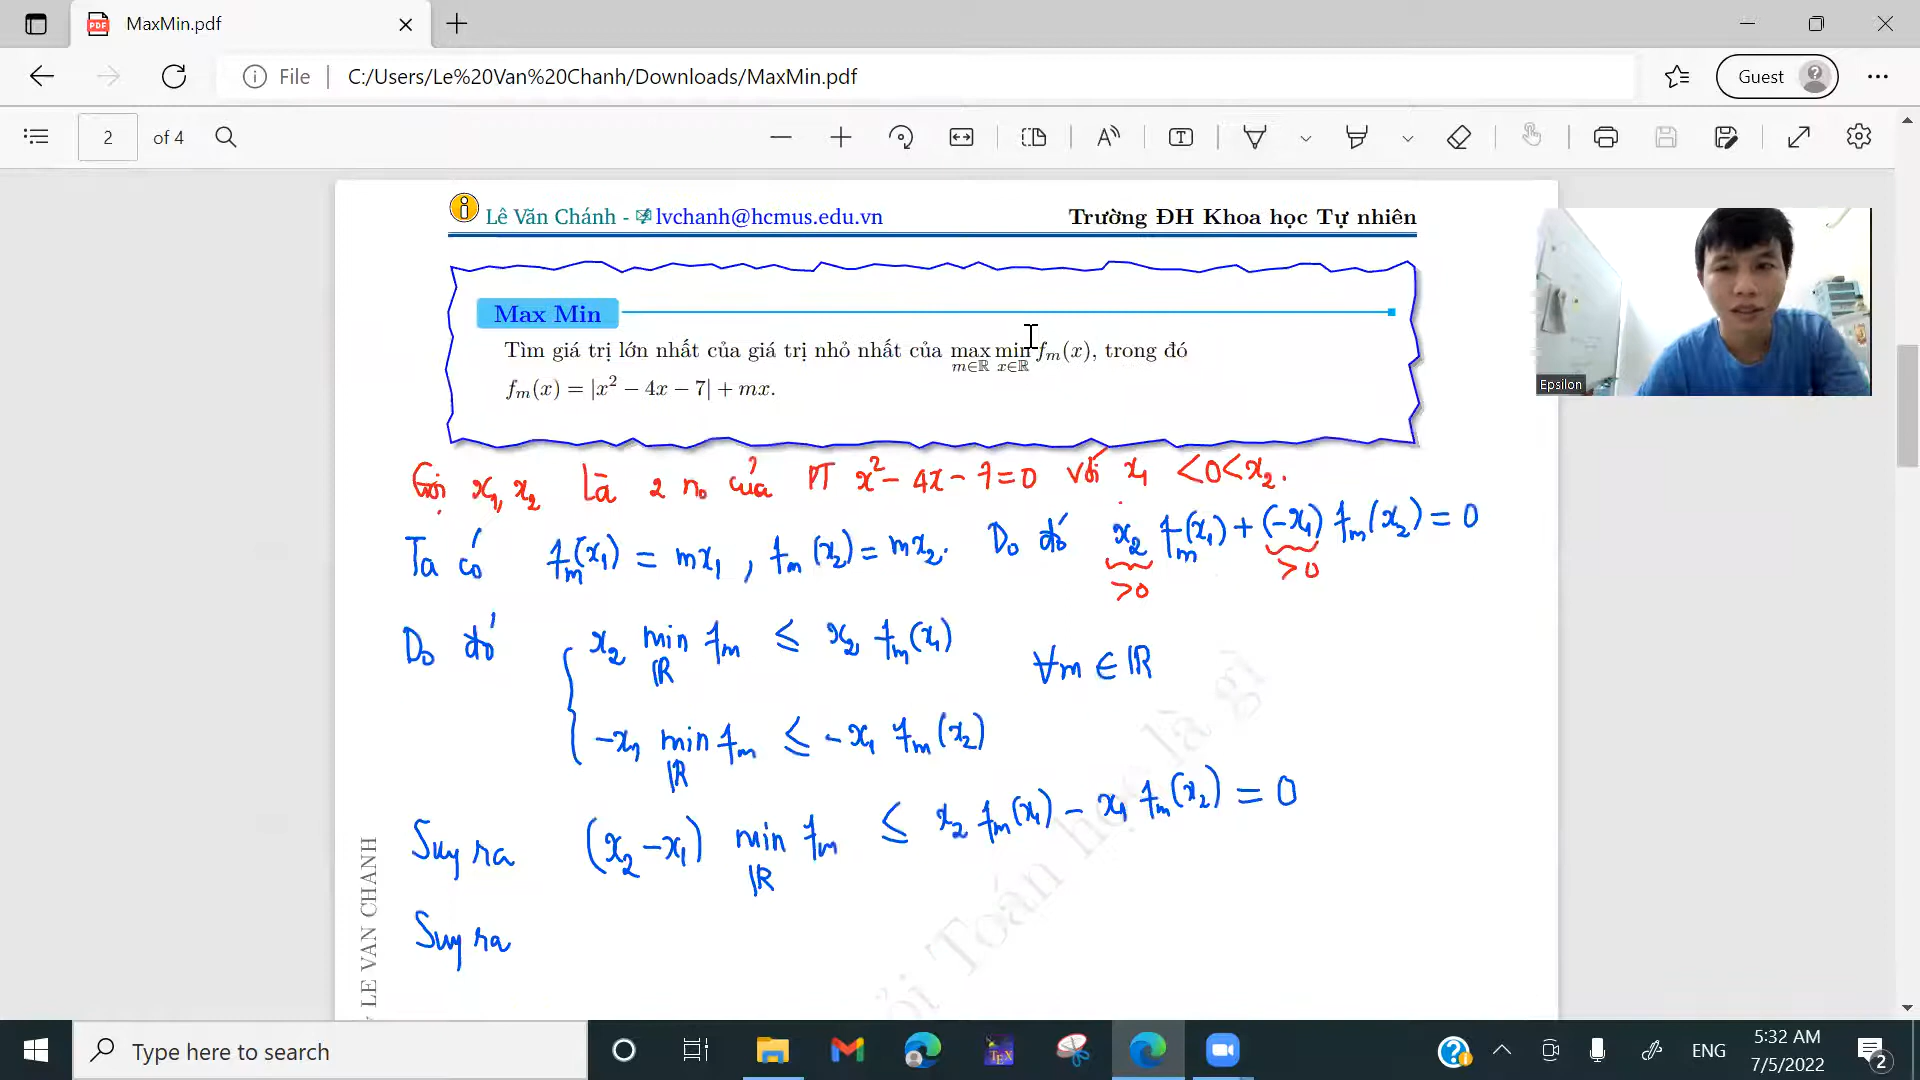 MaxMin.pdf
File | C:/Users/Le%20Van%20Chanh/Downloads/MaxMin.pdf
Guest
2 of 4
Lê Văn Chánh - lvchanh@hcmus.edu.vn Trường ĐH Khoa học Tự nhiên
Max Min
Tìm giá trị lớn nhất của giá trị nhỏ nhất của max min fₘ(x), trong đó
m∈ℝ x∈ℝ
fₘ(x) = |x² − 4x − 7| + mx.
Epsilon
Gọi x₁, x₂ là 2 no của PT x² − 4x − 7 = 0 với x₁ < 0 < x₂.
Ta có fₘ(x₁) = mx₁, fₘ(x₂) = mx₂. Do đó x₂ fₘ(x₁) + (−x₁) fₘ(x₂) = 0
>0 >0
Do đó x₂ min fₘ ≤ x₂ fₘ(x₁) ∀m ∈ ℝ
ℝ
−x₁ min fₘ ≤ −x₁ fₘ(x₂)
ℝ
Suy ra (x₂ − x₁) min fₘ ≤ x₂ fₘ(x₁) − x₁ fₘ(x₂) = 0
ℝ
Suy ra
LE VAN CHANH
Toán học là gì
Type here to search
TEX
ENG
5:32 AM
7/5/2022
2